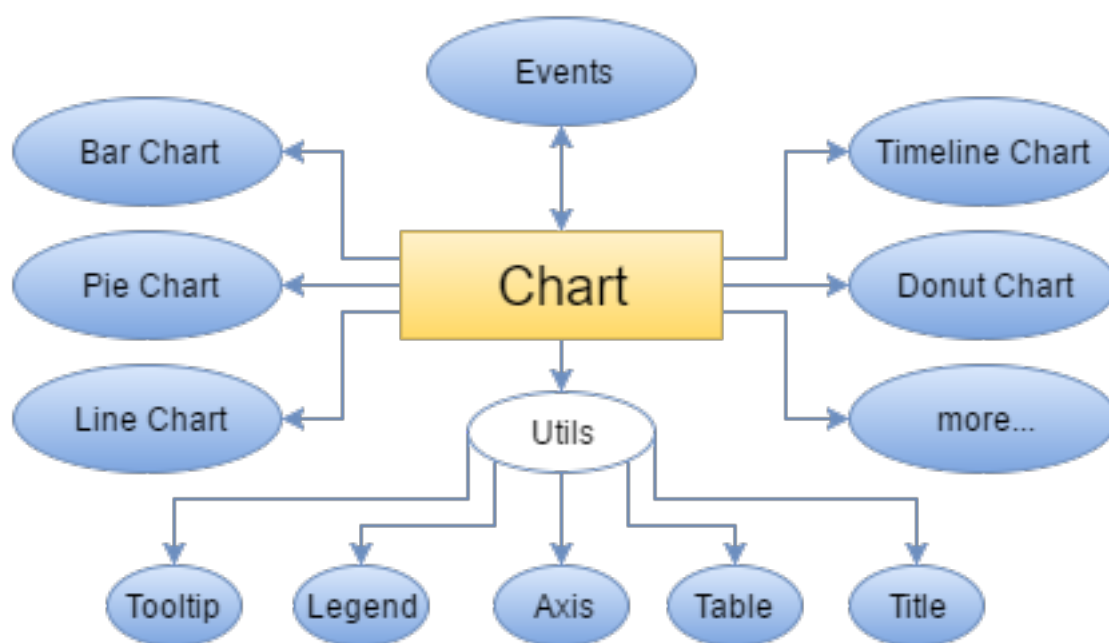 Events
Bar Chart
Timeline Chart
Chart
Pie Chart
Donut Chart
Line Chart
Utils
more...
Tooltip
Legend
Axis
Table
Title